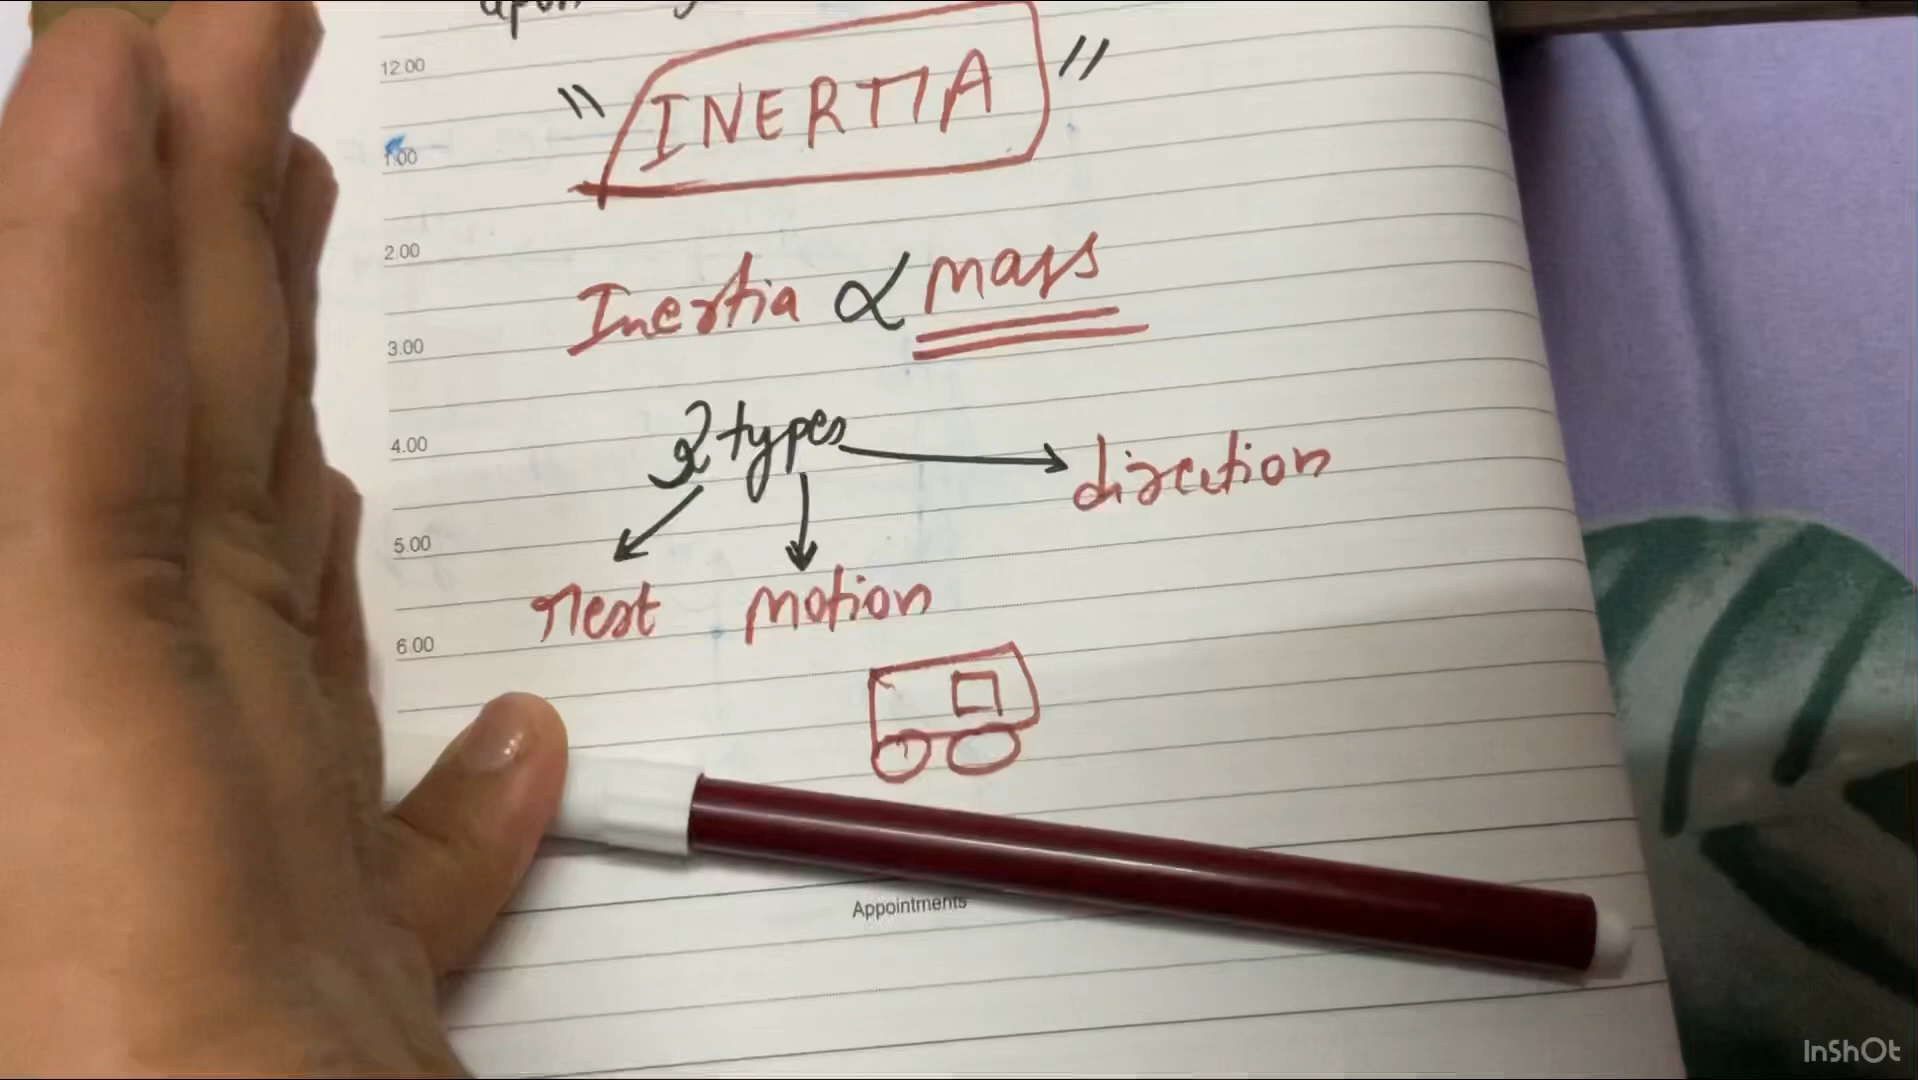 12.00
" INERTIA "
1.00
2.00
Inertia ∝ mass
3.00
types
4.00
direction
5.00
rest motion
6.00
Appointments
InShOt